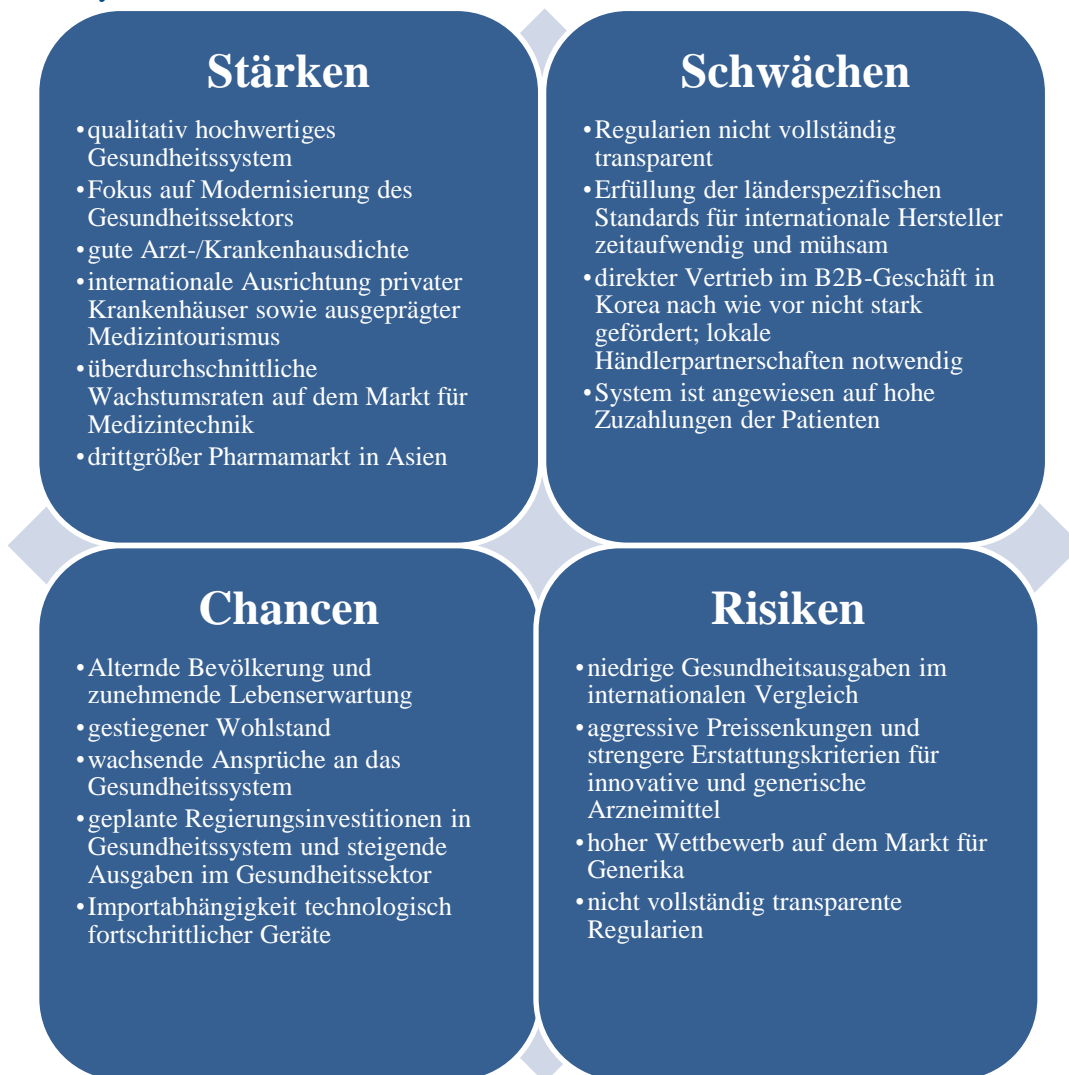 Stärken
•qualitativ hochwertiges
Gesundheitssystem
•Fokus auf Modernisierung des
Gesundheitssektors
•gute Arzt-/Krankenhausdichte
•internationale Ausrichtung privater
Krankenhäuser sowie ausgeprägter
Medizintourismus
•überdurchschnittliche
Wachstumsraten auf dem Markt für
Medizintechnik
•drittgrößer Pharmamarkt in Asien
Schwächen
•Regularien nicht vollständig
transparent
•Erfüllung der länderspezifischen
Standards für internationale Hersteller
zeitaufwendig und mühsam
•direkter Vertrieb im B2B-Geschäft in
Korea nach wie vor nicht stark
gefördert; lokale
Händlerpartnerschaften notwendig
•System ist angewiesen auf hohe
Zuzahlungen der Patienten
Chancen
•Alternde Bevölkerung und
zunehmende Lebenserwartung
•gestiegener Wohlstand
•wachsende Ansprüche an das
Gesundheitssystem
•geplante Regierungsinvestitionen in
Gesundheitssystem und steigende
Ausgaben im Gesundheitssektor
•Importabhängigkeit technologisch
fortschrittlicher Geräte
Risiken
•niedrige Gesundheitsausgaben im
internationalen Vergleich
•aggressive Preissenkungen und
strengere Erstattungskriterien für
innovative und generische
Arzneimittel
•hoher Wettbewerb auf dem Markt für
Generika
•nicht vollständig transparente
Regularien